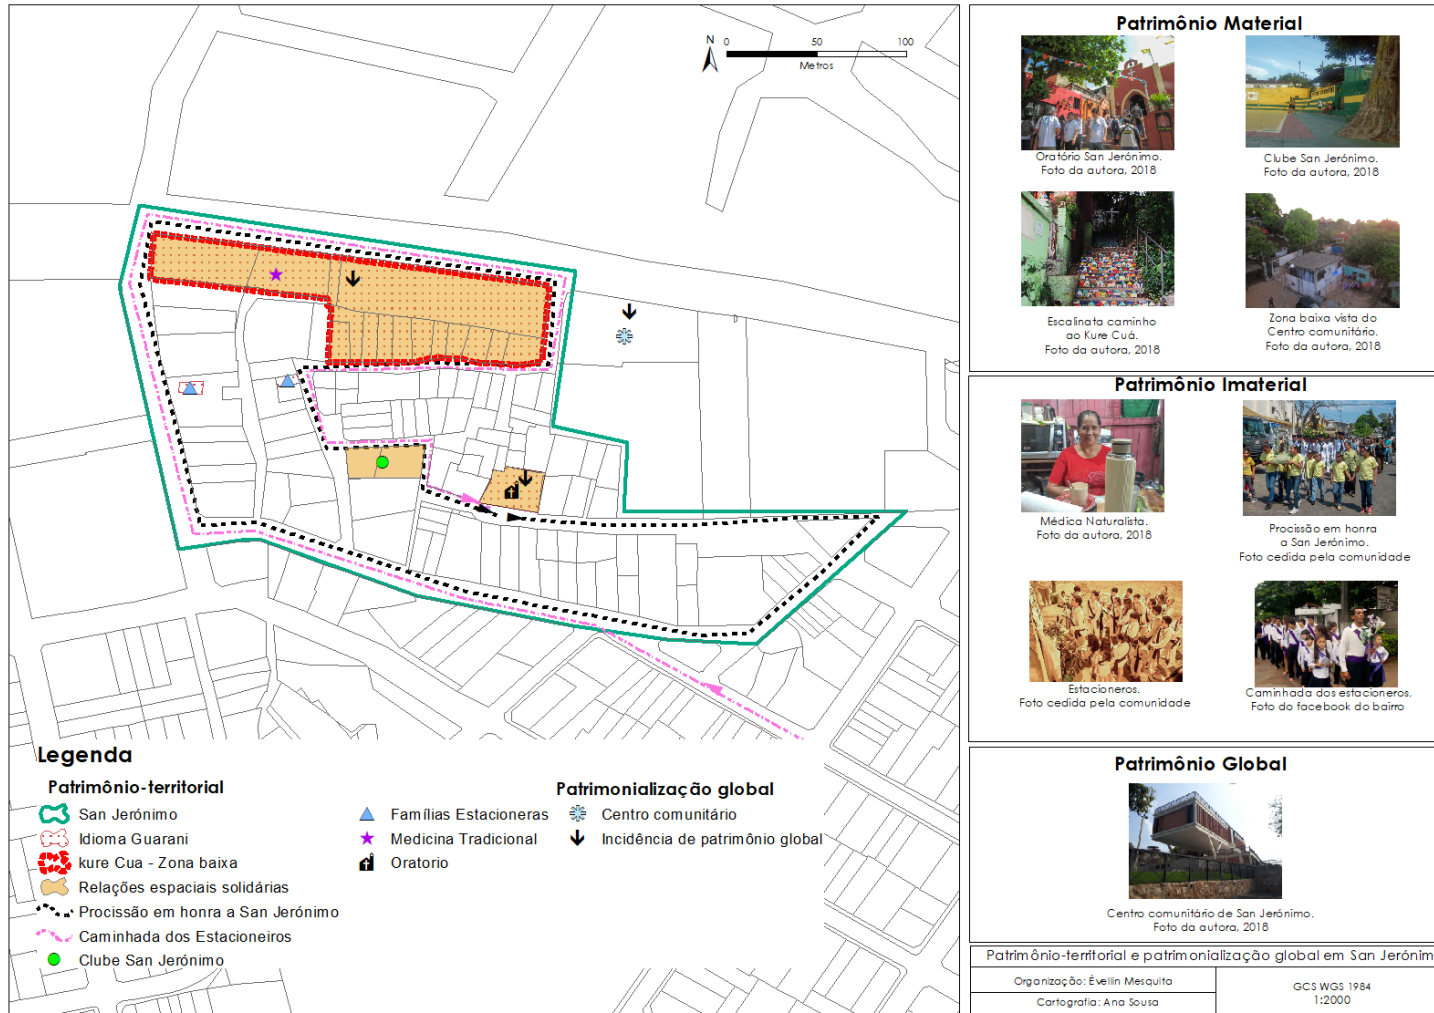 N
0 50 100
Metros
Legenda
Patrimônio-territorial
San Jerónimo
Idioma Guarani
kure Cua - Zona baixa
Relações espaciais solidárias
Procissão em honra a San Jerónimo
Caminhada dos Estacioneiros
Clube San Jerónimo
Famílias Estacioneras
Medicina Tradicional
Oratorio
Patrimonialização global
Centro comunitário
Incidência de patrimônio global
Patrimônio Material
Oratório San Jerónimo.
Foto da autora, 2018
Clube San Jerónimo.
Foto da autora, 2018
Escalinata caminho
ao Kure Cuá.
Foto da autora, 2018
Zona baixa vista do
Centro comunitário.
Foto da autora, 2018
Patrimônio Imaterial
Médica Naturalista.
Foto da autora, 2018
Procissão em honra
a San Jerónimo.
Foto cedida pela comunidade
Estacioneros.
Foto cedida pela comunidade
Caminhada dos estacioneros.
Foto do facebook do bairro
Patrimônio Global
Centro comunitário de San Jerónimo.
Foto da autora, 2018
Patrimônio-territorial e patrimonialização global em San Jerónim
Organização: Évellin Mesquita
Cartografia: Ana Sousa
GCS WGS 1984
1:2000